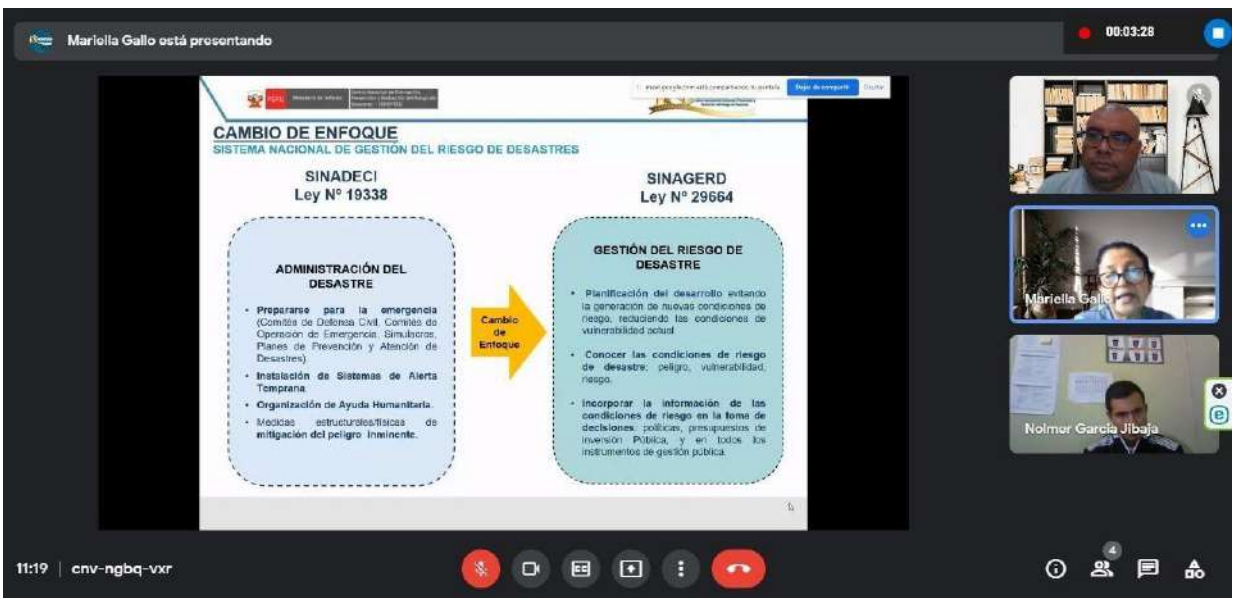 Mariella Gallo está presentando
00:03:28
Dejar de compartir
CAMBIO DE ENFOQUE
SISTEMA NACIONAL DE GESTIÓN DEL RIESGO DE DESASTRES
SINADECI
Ley Nº 19338
SINAGERD
Ley Nº 29664
ADMINISTRACIÓN DEL
DESASTRE
• Prepararse para la emergencia
(Comités de Defensa Civil, Comités de
Operación de Emergencia, Simulacros,
Planes de Prevención y Atención de
Desastres)
• Instalación de Sistemas de Alerta
Temprana.
• Organización de Ayuda Humanitaria.
• Medidas estructurales/físicas de
mitigación del peligro inminente.
Cambio
de
Enfoque
GESTIÓN DEL RIESGO DE
DESASTRE
• Planificación del desarrollo evitando
la generación de nuevas condiciones de
riesgo, reduciendo las condiciones de
vulnerabilidad actual
• Conocer las condiciones de riesgo
de desastre: peligro, vulnerabilidad,
riesgo.
• Incorporar la información de las
condiciones de riesgo en la toma de
decisiones: políticas, presupuestos de
inversión Pública, y en todos los
instrumentos de gestión pública.
Mariella Gallo
Nolmer García Jibaja
11:19 | cnv-ngbq-vxr
4